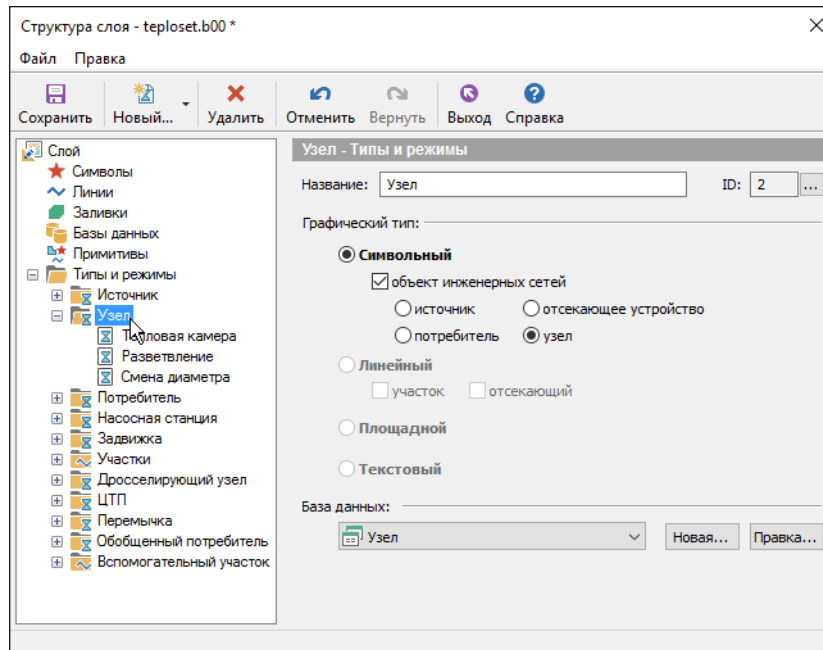 Структура слоя - teploset.b00 *
Файл Правка
Сохранить Новый... Удалить Отменить Вернуть Выход Справка
Слой
Символы
Линии
Заливки
Базы данных
Примитивы
Типы и режимы
Источник
Узел
Тепловая камера
Разветвление
Смена диаметра
Потребитель
Насосная станция
Задвижка
Участки
Дросселирующий узел
ЦТП
Перемычка
Обобщенный потребитель
Вспомогательный участок
Узел - Типы и режимы
Название: Узел ID: 2 ...
Графический тип:
Символьный
объект инженерных сетей
источник отсекающее устройство
потребитель узел
Линейный
участок отсекающий
Площадной
Текстовый
База данных:
Узел Новая... Правка...